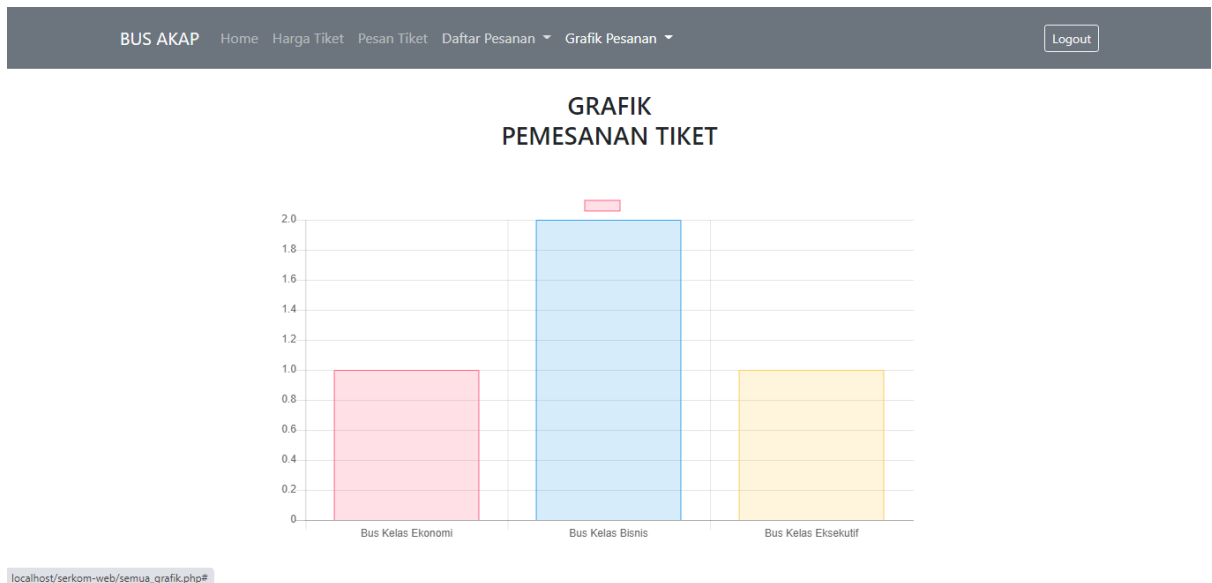 BUS AKAP Home Harga Tiket Pesan Tiket Daftar Pesanan Grafik Pesanan Logout
GRAFIK
PEMESANAN TIKET
2.0
1.8
1.6
1.4
1.2
1.0
0.8
0.6
0.4
0.2
0
Bus Kelas Ekonomi Bus Kelas Bisnis Bus Kelas Eksekutif
localhost/serkom-web/semua_grafik.php#